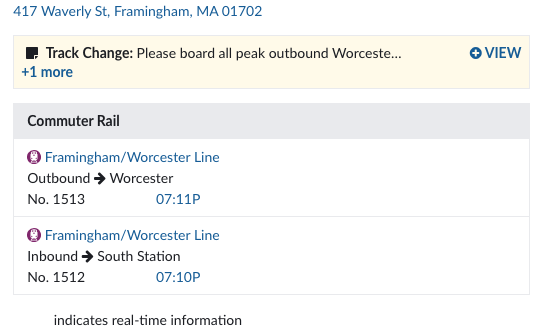 417 Waverly St, Framingham, MA 01702
Track Change: Please board all peak outbound Worceste... VIEW
+1 more
Commuter Rail
Framingham/Worcester Line
Outbound → Worcester
No. 1513 07:11P
Framingham/Worcester Line
Inbound → South Station
No. 1512 07:10P
indicates real-time information